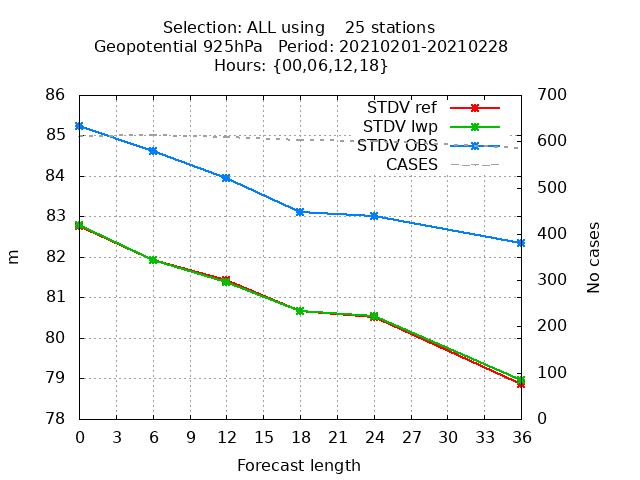 Selection: ALL using    25 stations
Geopotential 925hPa   Period: 20210201-20210228
Hours: {00,06,12,18}
86 700
STDV ref
STDV lwp
85 600
STDV OBS
CASES
84 500
83 400
82 300
81 200
80
79 100
78 0
m
No cases
0 3 6 9 12 15 18 21 24 27 30 33 36
Forecast length